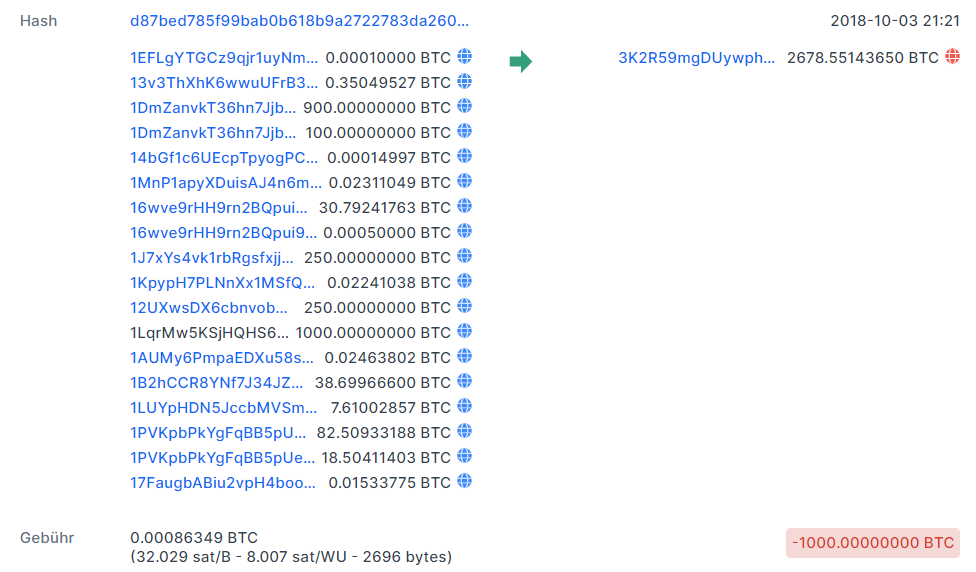 Hash d87bed785f99bab0b618b9a2722783da260... 2018-10-03 21:21
1EFLgYTGCz9qjr1uyNm... 0.00010000 BTC 3K2R59mgDUywph... 2678.55143650 BTC
13v3ThXhK6wwuUFrB3... 0.35049527 BTC
1DmZanvkT36hn7Jjb... 900.00000000 BTC
1DmZanvkT36hn7Jjb... 100.00000000 BTC
14bGf1c6UEcpTpyogPC... 0.00014997 BTC
1MnP1apyXDuisAJ4n6m... 0.02311049 BTC
16wve9rHH9rn2BQpui... 30.79241763 BTC
16wve9rHH9rn2BQpui9... 0.00050000 BTC
1J7xYs4vk1rbRgsfxjj... 250.00000000 BTC
1KpypH7PLNnXx1MSfQ... 0.02241038 BTC
12UXwsDX6cbnvob... 250.00000000 BTC
1LqrMw5KSjHQHS6... 1000.00000000 BTC
1AUMy6PmpaEDXu58s... 0.02463802 BTC
1B2hCCR8YNf7J34JZ... 38.69966600 BTC
1LUYpHDN5JccbMVSm... 7.61002857 BTC
1PVKpbPkYgFqBB5pU... 82.50933188 BTC
1PVKpbPkYgFqBB5pUe... 18.50411403 BTC
17FaugbABiu2vpH4boo... 0.01533775 BTC
Gebühr 0.00086349 BTC -1000.00000000 BTC
(32.029 sat/B - 8.007 sat/WU - 2696 bytes)